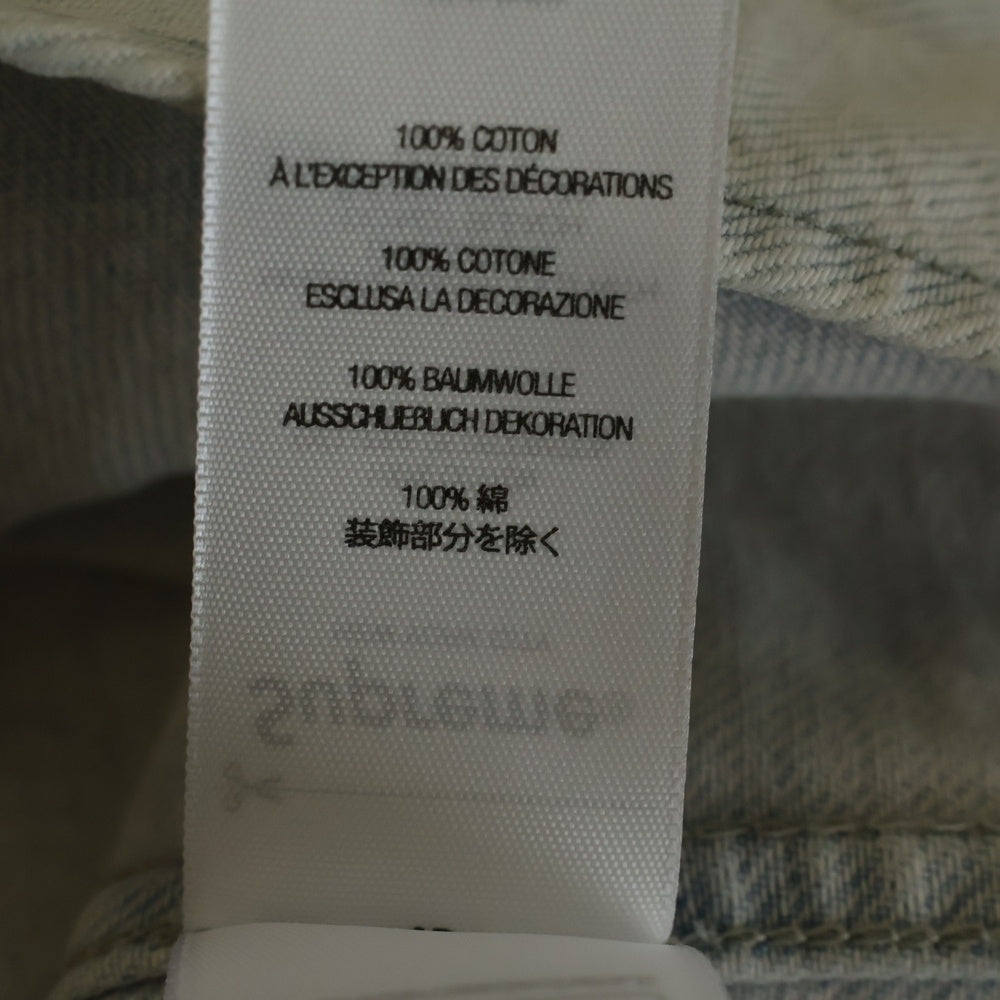 100% COTON
À L'EXCEPTION DES DÉCORATIONS
100% COTONE
ESCLUSA LA DECORAZIONE
100% BAUMWOLLE
AUSSCHLIEßLICH DEKORATION
100% 綿
装飾部分を除く
Supreme